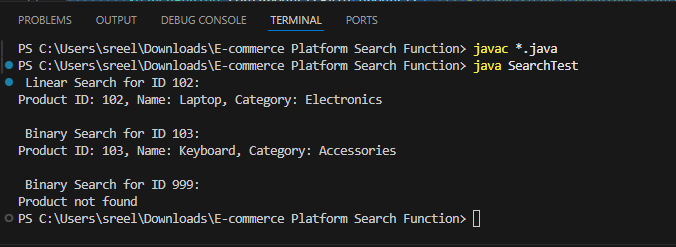 PROBLEMS OUTPUT DEBUG CONSOLE TERMINAL PORTS
PS C:\Users\sreel\Downloads\E-commerce Platform Search Function> javac *.java
PS C:\Users\sreel\Downloads\E-commerce Platform Search Function> java SearchTest
Linear Search for ID 102:
Product ID: 102, Name: Laptop, Category: Electronics
Binary Search for ID 103:
Product ID: 103, Name: Keyboard, Category: Accessories
Binary Search for ID 999:
Product not found
PS C:\Users\sreel\Downloads\E-commerce Platform Search Function>